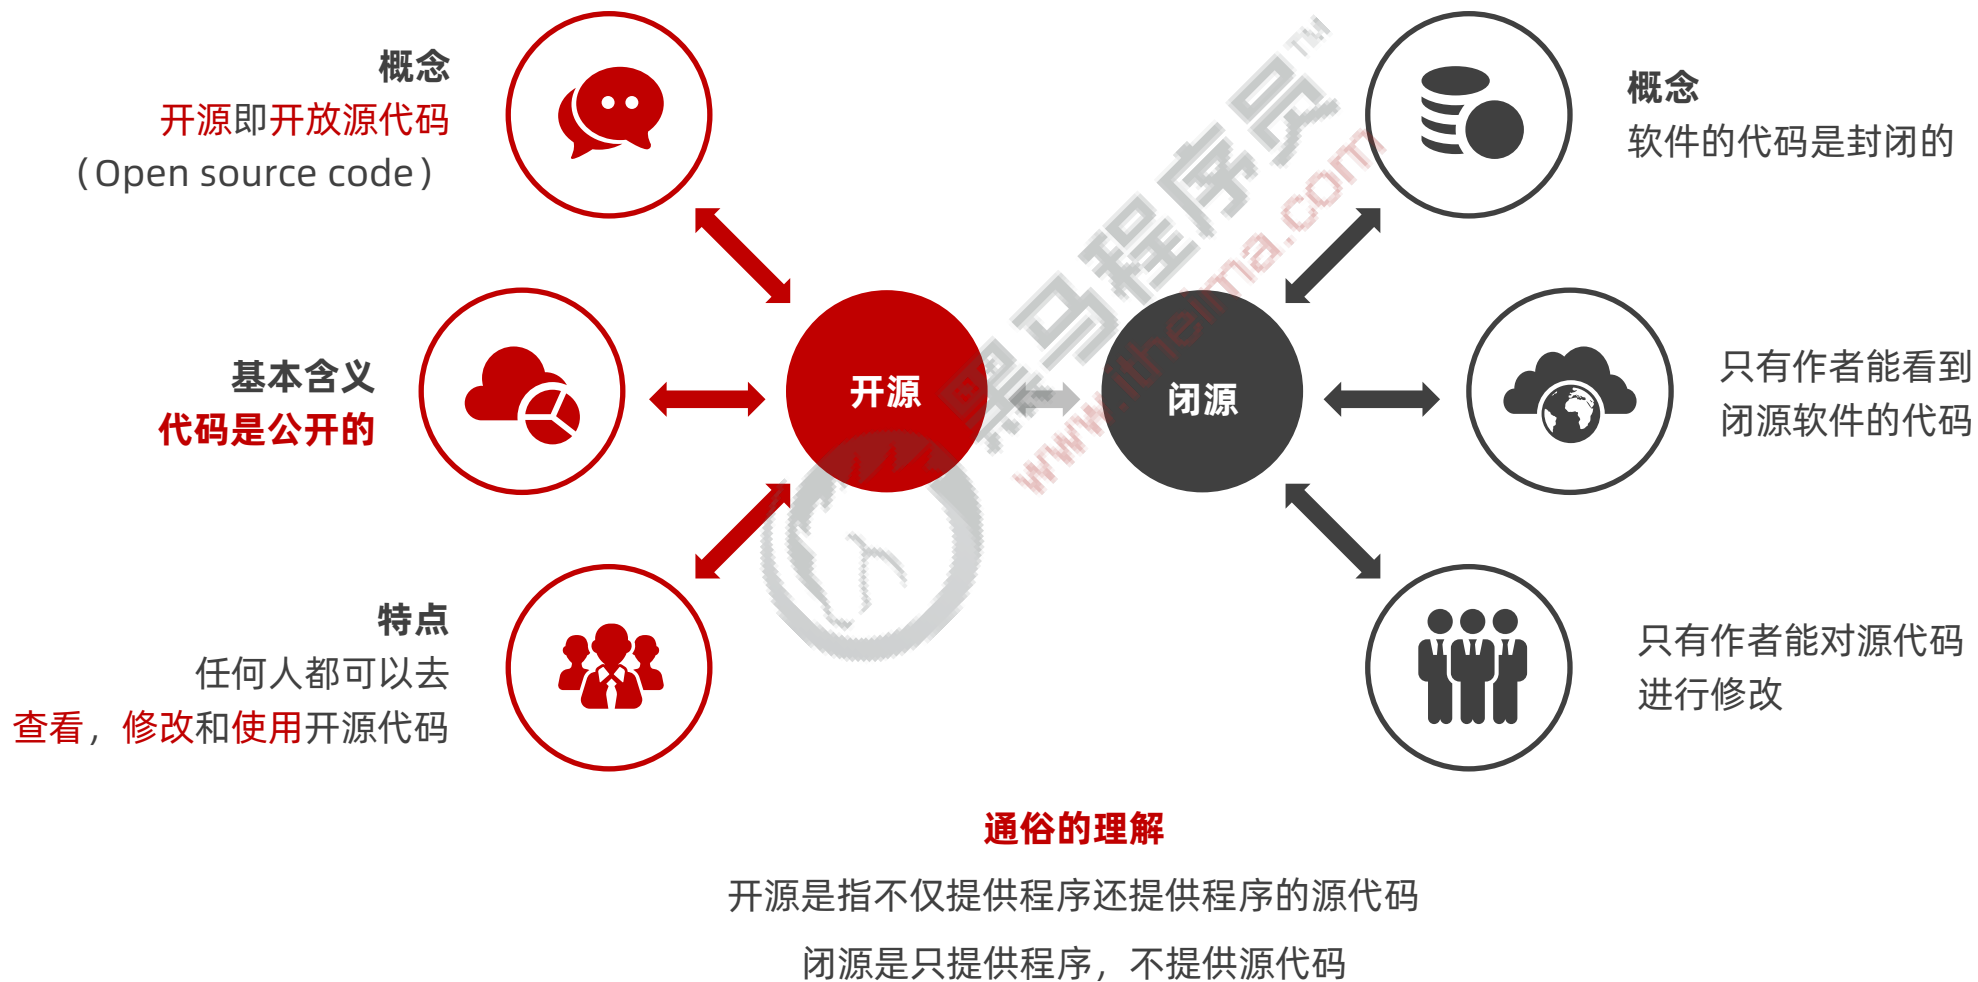 概念
开源即开放源代码
（Open source code）
基本含义
代码是公开的
特点
任何人都可以去
查看，修改和使用开源代码
开源
闭源
概念
软件的代码是封闭的
只有作者能看到
闭源软件的代码
只有作者能对源代码
进行修改
黑马程序员™
www.itheima.com
通俗的理解
开源是指不仅提供程序还提供程序的源代码
闭源是只提供程序，不提供源代码